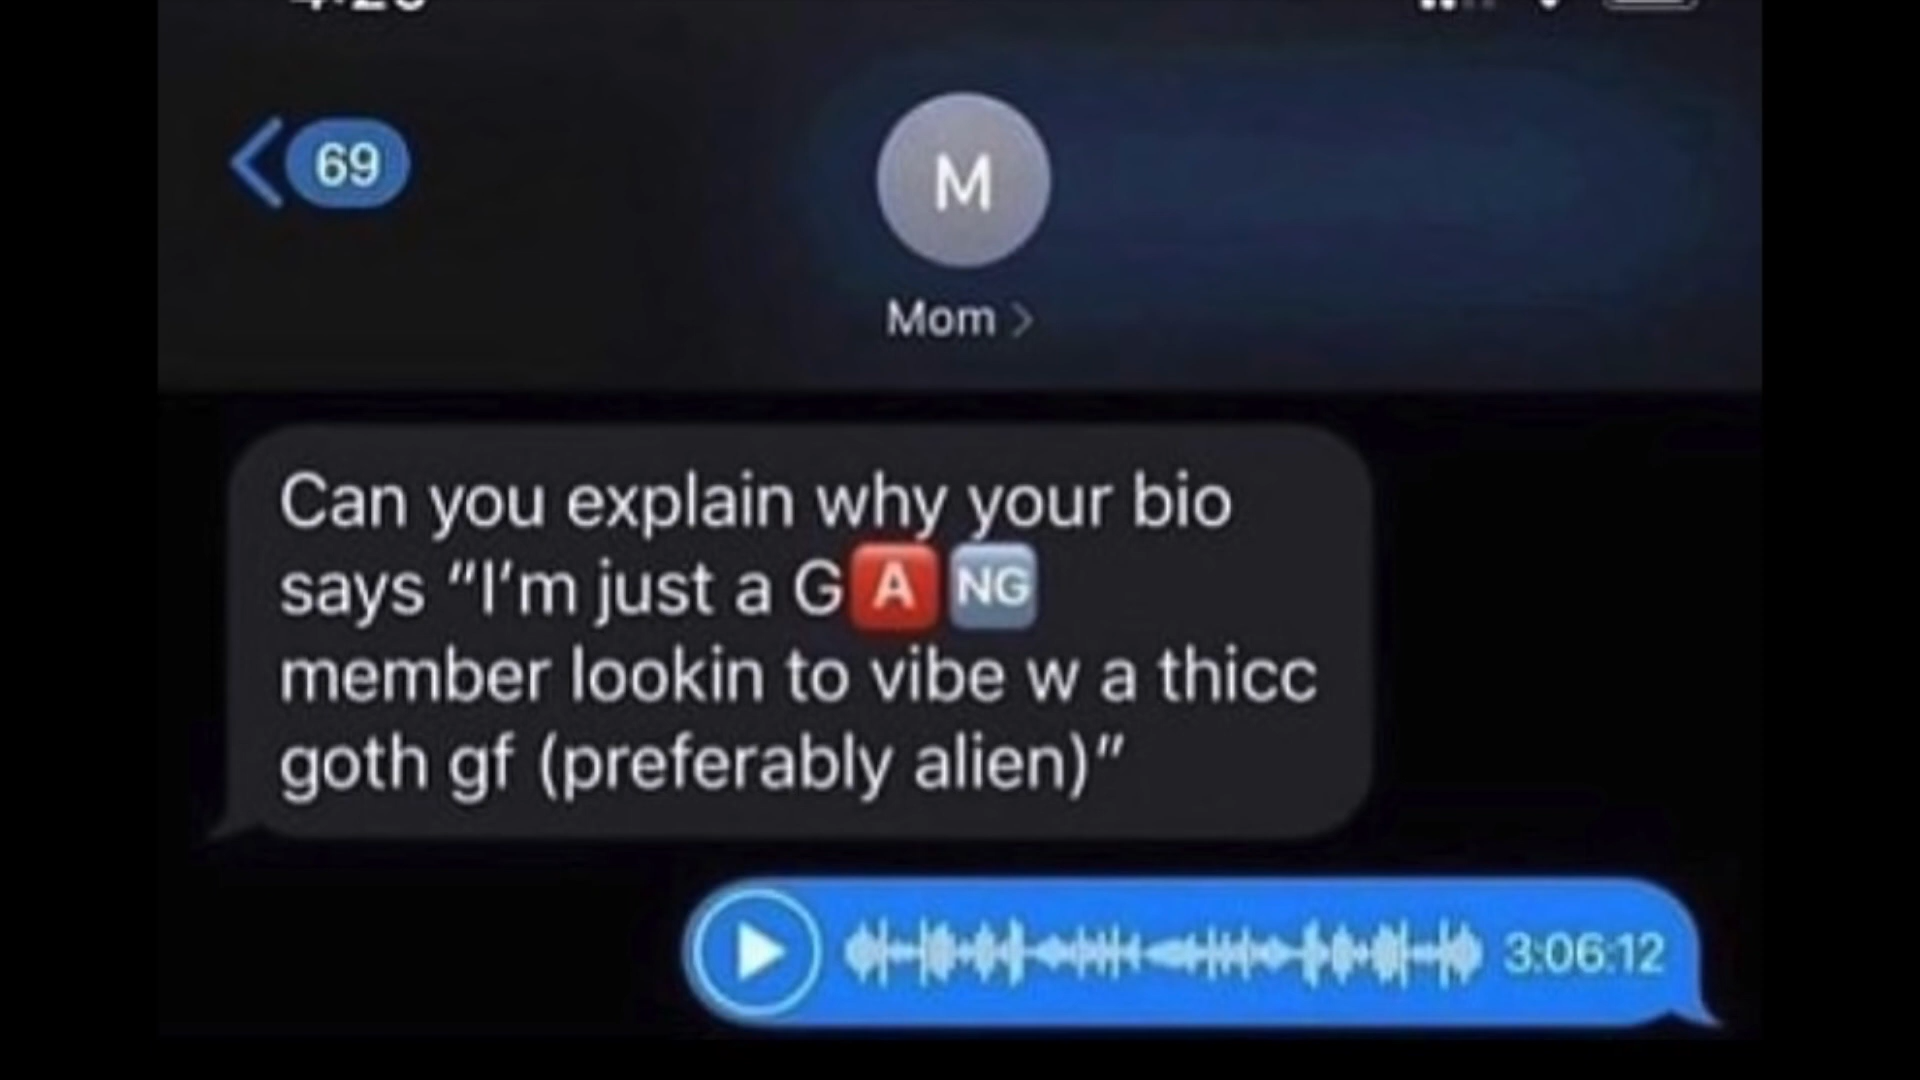 69
M
Mom >
Can you explain why your bio
says “I’m just a G🅰️🆖
member lookin to vibe w a thicc
goth gf (preferably alien)”
3:06:12